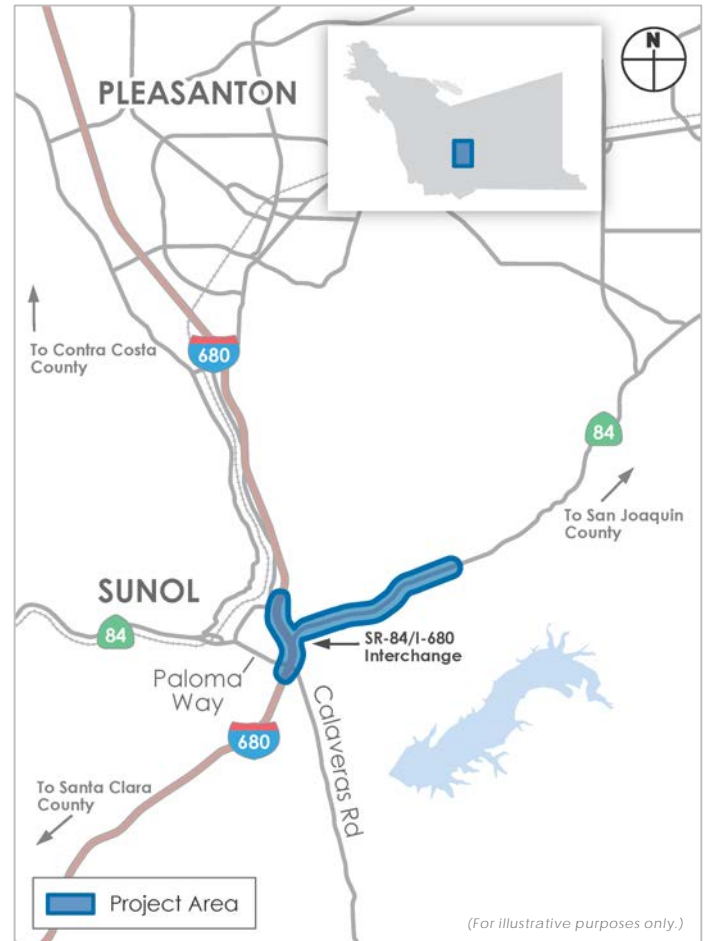 N
PLEASANTON
680
To Contra Costa
County
84
To San Joaquin
County
SUNOL
84
SR-84/I-680
Interchange
Paloma
Way
Calaveras Rd
680
To Santa Clara
County
Project Area
(For illustrative purposes only.)